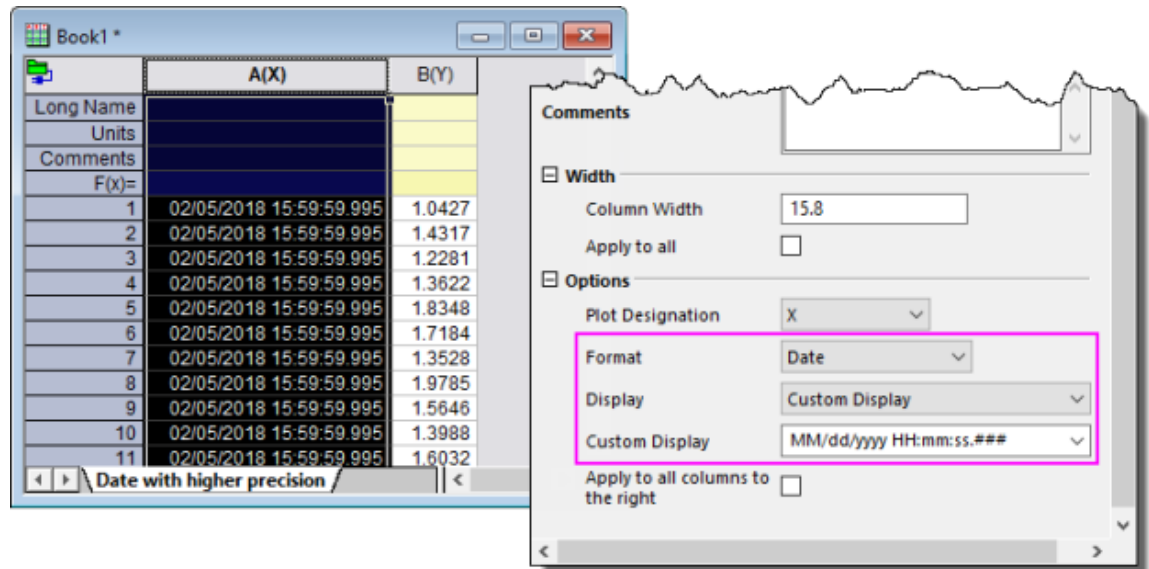 Book1 *
A(X) B(Y)
Long Name
Units
Comments
F(x)=
1 02/05/2018 15:59:59.995 1.0427
2 02/05/2018 15:59:59.995 1.4317
3 02/05/2018 15:59:59.995 1.2281
4 02/05/2018 15:59:59.995 1.3622
5 02/05/2018 15:59:59.995 1.8348
6 02/05/2018 15:59:59.995 1.7184
7 02/05/2018 15:59:59.995 1.3528
8 02/05/2018 15:59:59.995 1.9785
9 02/05/2018 15:59:59.995 1.5646
10 02/05/2018 15:59:59.995 1.3988
11 02/05/2018 15:59:59.995 1.6032
Date with higher precision
Comments
Width
Column Width 15.8
Apply to all
Options
Plot Designation X
Format Date
Display Custom Display
Custom Display MM/dd/yyyy HH:mm:ss.###
Apply to all columns to
the right